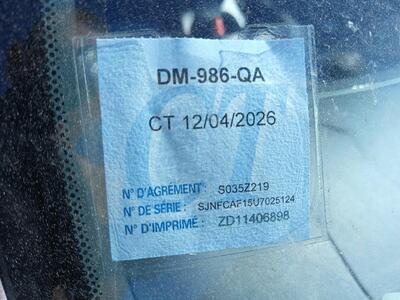 DM-986-QA
CT 12/04/2026
N° D'AGRÉMENT : S035Z219
N° DE SÉRIE : SJNFCAF15U7025124
N° D'IMPRIMÉ : ZD11406898